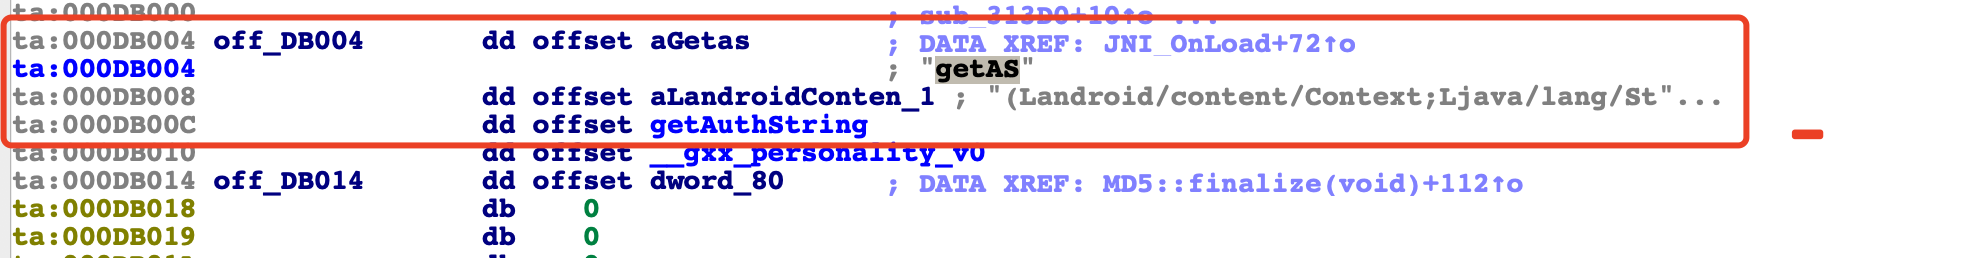 ta:000DB000 ; sub_313D0+10↑o ...
ta:000DB004 off_DB004 dd offset aGetas ; DATA XREF: JNI_OnLoad+72↑o
ta:000DB004 ; "getAS"
ta:000DB008 dd offset aLandroidConten_1 ; "(Landroid/content/Context;Ljava/lang/St"...
ta:000DB00C dd offset getAuthString
ta:000DB010 dd offset __gxx_personality_v0
ta:000DB014 off_DB014 dd offset dword_80 ; DATA XREF: MD5::finalize(void)+112↑o
ta:000DB018 db 0
ta:000DB019 db 0